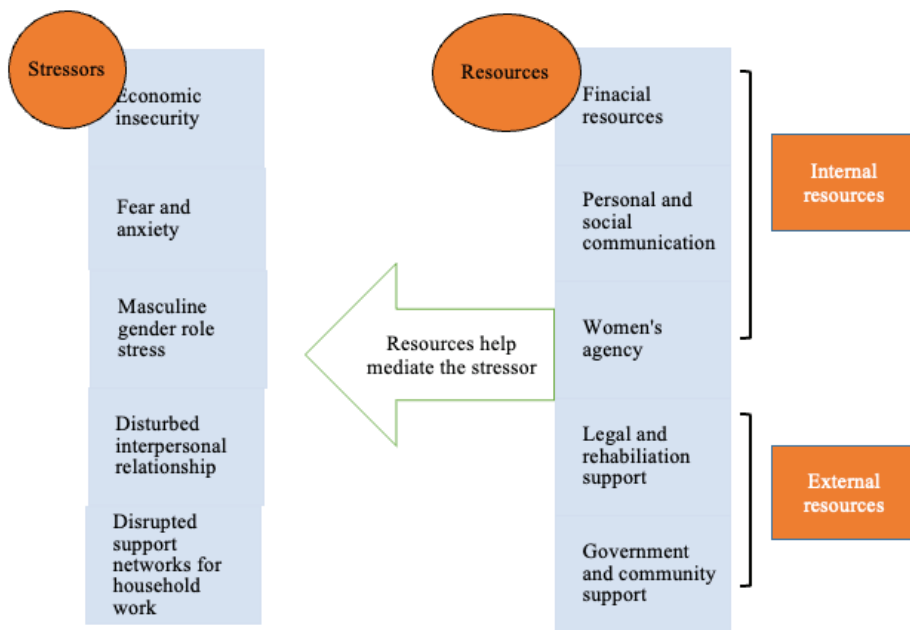 Stressors
Economic
insecurity
Fear and
anxiety
Masculine
gender role
stress
Disturbed
interpersonal
relationship
Disrupted
support
networks for
household
work
Resources help
mediate the stressor
Resources
Finacial
resources
Personal and
social
communication
Women's
agency
Legal and
rehabiliation
support
Government
and community
support
Internal
resources
External
resources